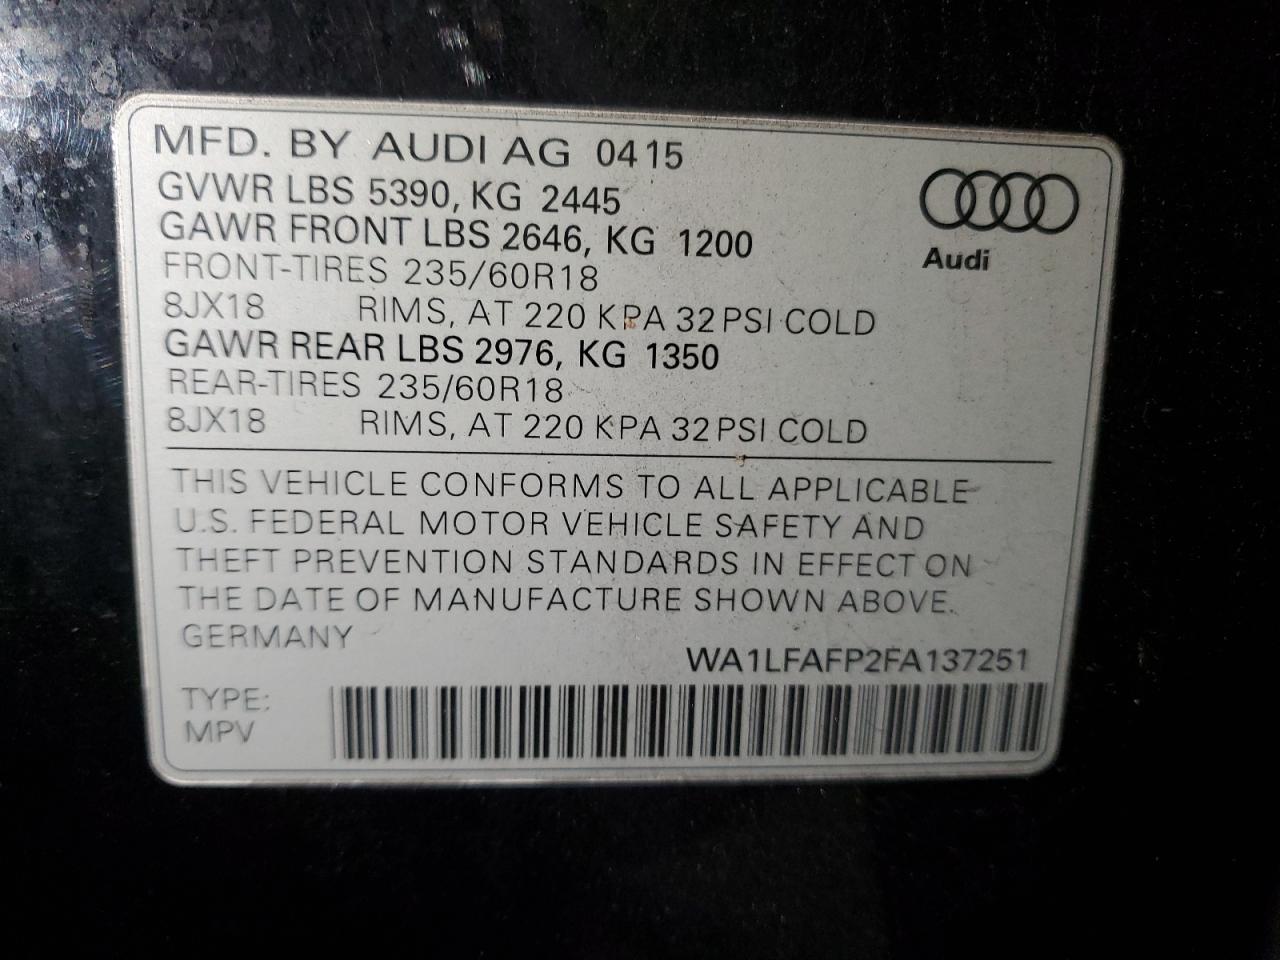 MFD. BY AUDI AG 0415
GVWR LBS 5390, KG 2445
GAWR FRONT LBS 2646, KG 1200
FRONT-TIRES 235/60R18
8JX18 RIMS, AT 220 KPA 32 PSI COLD
GAWR REAR LBS 2976, KG 1350
REAR-TIRES 235/60R18
8JX18 RIMS, AT 220 KPA 32 PSI COLD
Audi
THIS VEHICLE CONFORMS TO ALL APPLICABLE
U.S. FEDERAL MOTOR VEHICLE SAFETY AND
THEFT PREVENTION STANDARDS IN EFFECT ON
THE DATE OF MANUFACTURE SHOWN ABOVE.
GERMANY
WA1LFAFP2FA137251
TYPE:
MPV